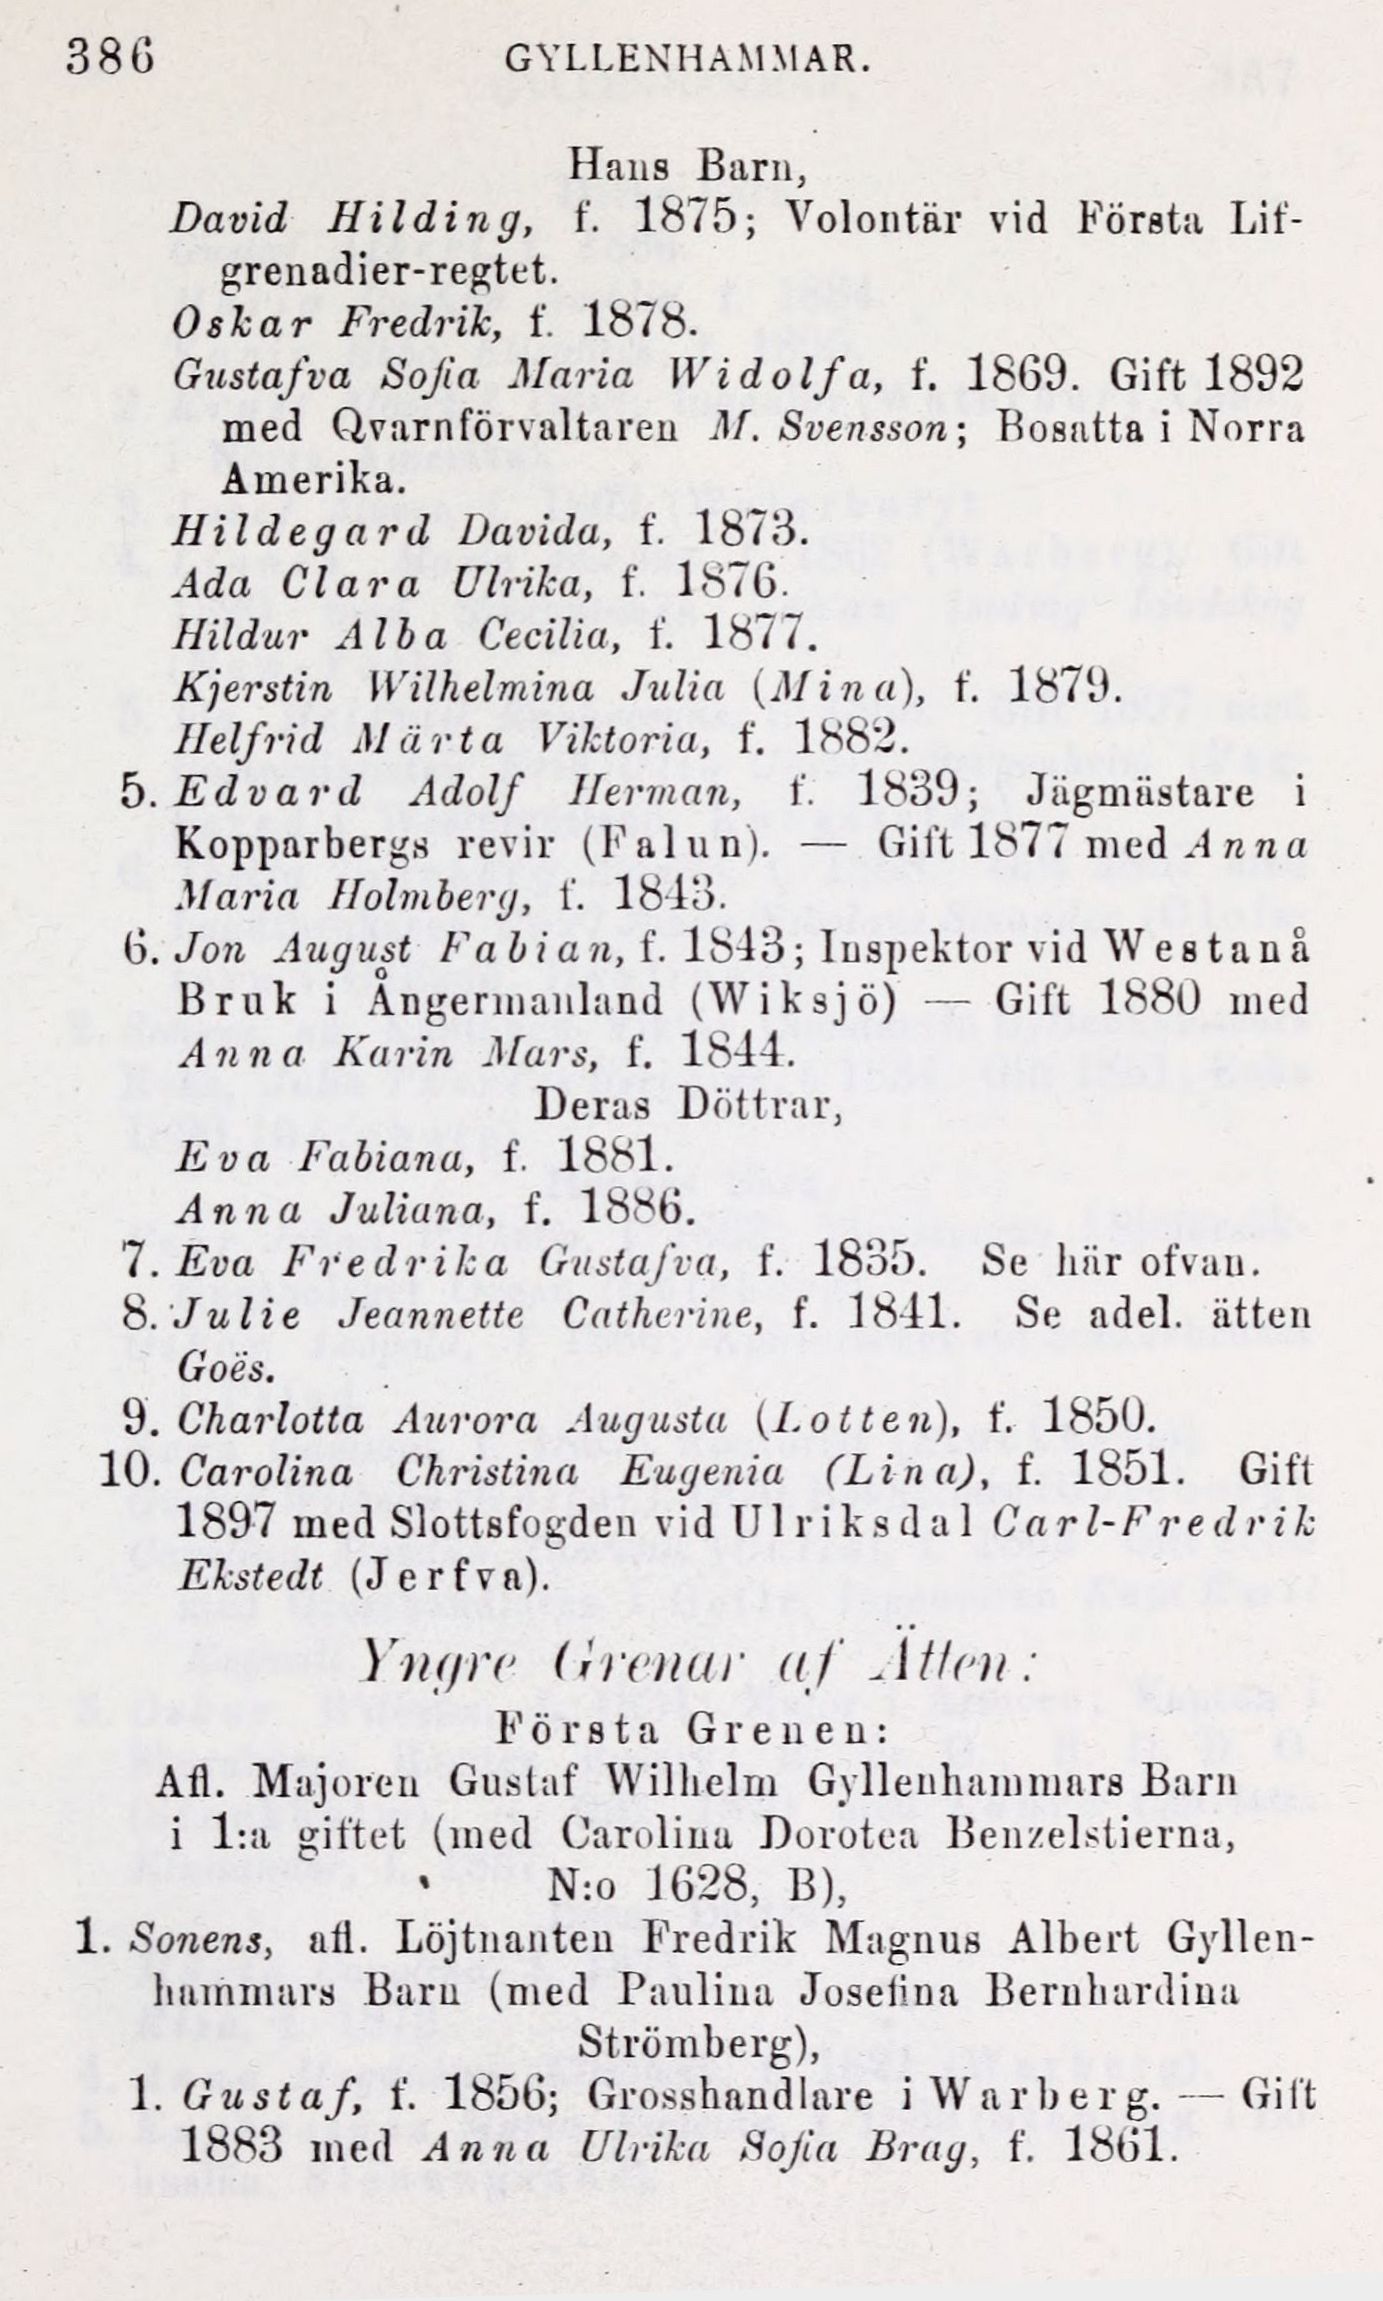 386 GYLLENHAMMAR.
Hans Barn,
David Hilding, f. 1875; Volontär vid Första Lif-
grenadier-regtet.
Oskar Fredrik, f. 1878.
Gustafva Sofia Maria Widolfa, f. 1869. Gift 1892
med Qvarnförvaltaren M. Svensson; Bosatta i Norra
Amerika.
Hildegard Davida, f. 1873.
Ada Clara Ulrika, f. 1876.
Hildur Alba Cecilia, f. 1877.
Kjerstin Wilhelmina Julia (Mina), f. 1879.
Helfrid Märta Viktoria, f. 1882.
5. Edvard Adolf Herman, f. 1839; Jägmästare i
Kopparbergs revir (Falun). — Gift 1877 med Anna
Maria Holmberg, f. 1843.
6. Jon August Fabian, f. 1843; Inspektor vid Westanå
Bruk i Ångermanland (Wiksjö) — Gift 1880 med
Anna Karin Mars, f. 1844.
Deras Döttrar,
Eva Fabiana, f. 1881.
Anna Juliana, f. 1886.
7. Eva Fredrika Gustafva, f. 1835. Se här ofvan.
8. Julie Jeannette Catherine, f. 1841. Se adel. ätten
Goës.
9. Charlotta Aurora Augusta (Lotten), f. 1850.
10. Carolina Christina Eugenia (Lina), f. 1851. Gift
1897 med Slottsfogden vid Ulriksdal Carl-Fredrik
Ekstedt (Jerfva).
Yngre Grenar af Ätten:
Första Grenen:
Afl. Majoren Gustaf Wilhelm Gyllenhammars Barn
i 1:a giftet (med Carolina Dorotea Benzelstierna,
N:o 1628, B),
1. Sonens, afl. Löjtnanten Fredrik Magnus Albert Gyllen-
hammars Barn (med Paulina Josefina Bernhardina
Strömberg),
1. Gustaf, f. 1856; Grosshandlare i Warberg. — Gift
1883 med Anna Ulrika Sofia Brag, f. 1861.